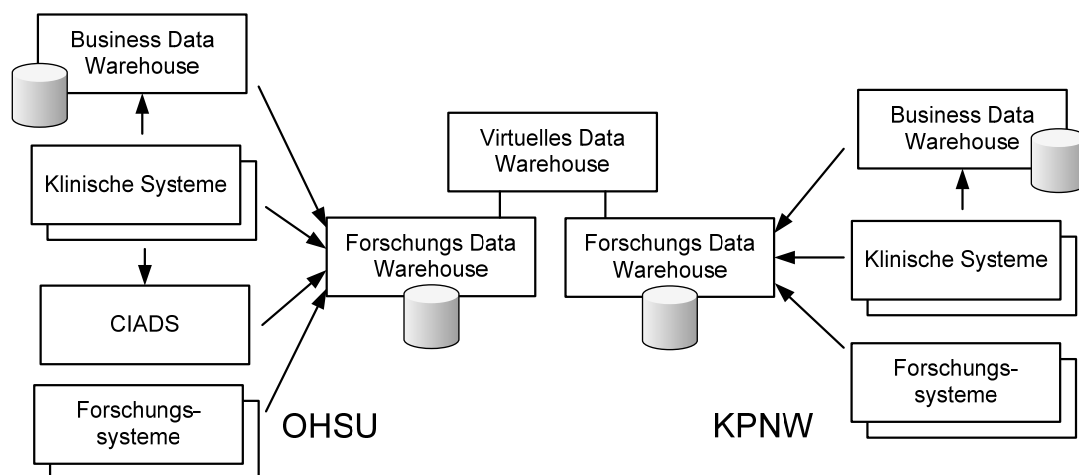 Business Data
Warehouse
Klinische Systeme
CIADS
Forschungs-
systeme
OHSU
Virtuelles Data
Warehouse
Forschungs Data
Warehouse
Forschungs Data
Warehouse
KPNW
Business Data
Warehouse
Klinische Systeme
Forschungs-
systeme